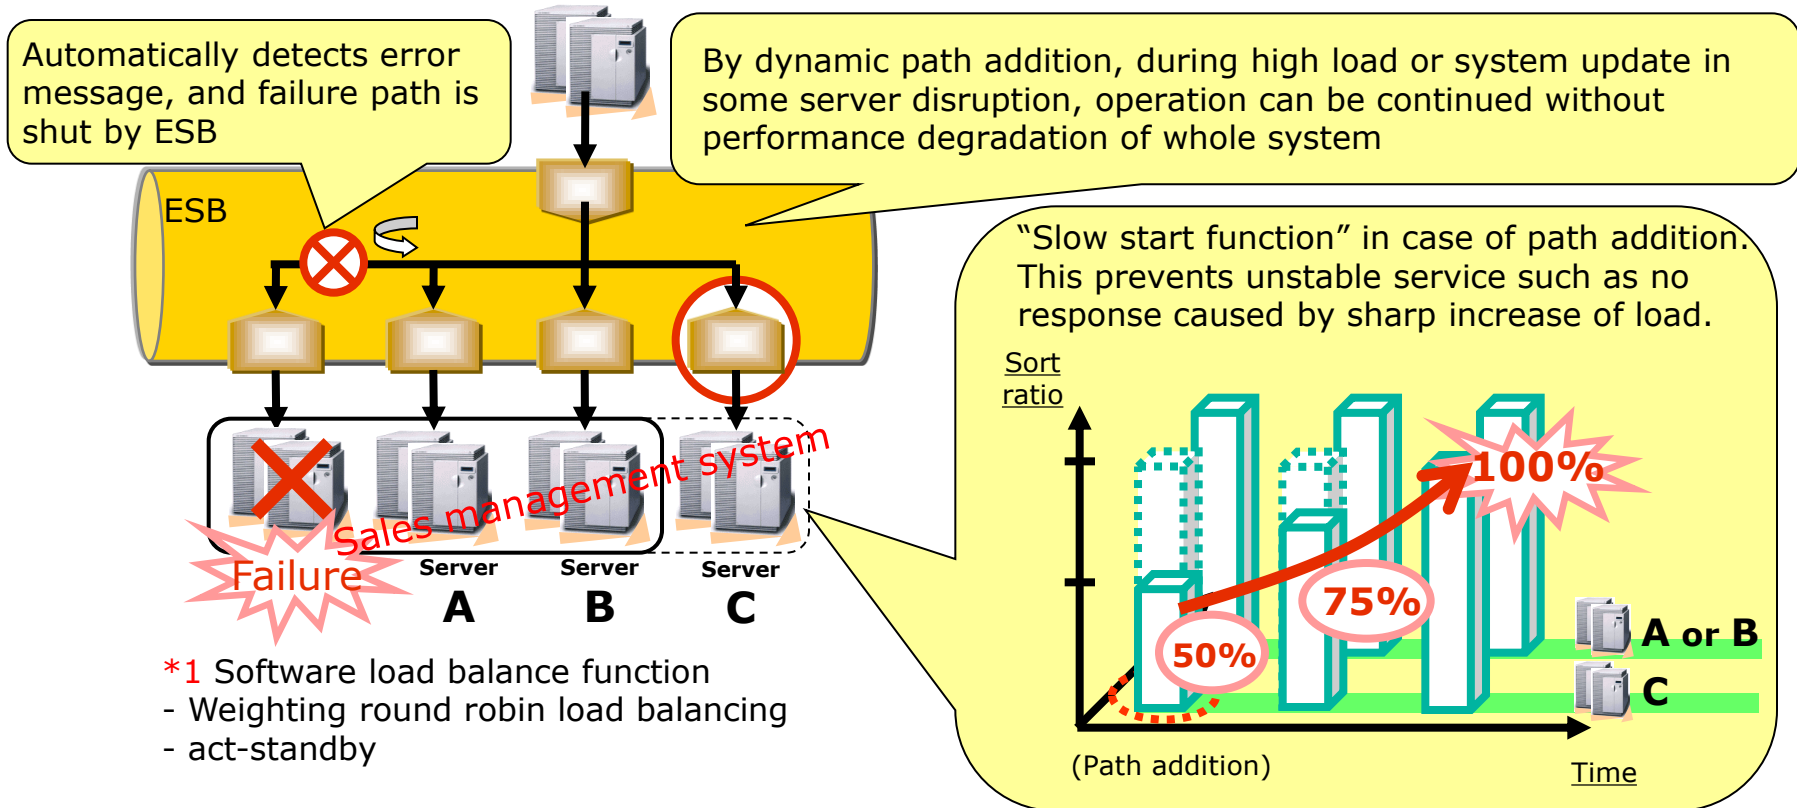 Automatically detects error
message, and failure path is
shut by ESB
By dynamic path addition, during high load or system update in
some server disruption, operation can be continued without
performance degradation of whole system
ESB
“Slow start function” in case of path addition.
This prevents unstable service such as no
response caused by sharp increase of load.
Sort
ratio
100%
75%
50%
A or B
C
(Path addition)
Time
Sales management system
Failure
Server
A
Server
B
Server
C
*1 Software load balance function
- Weighting round robin load balancing
- act-standby